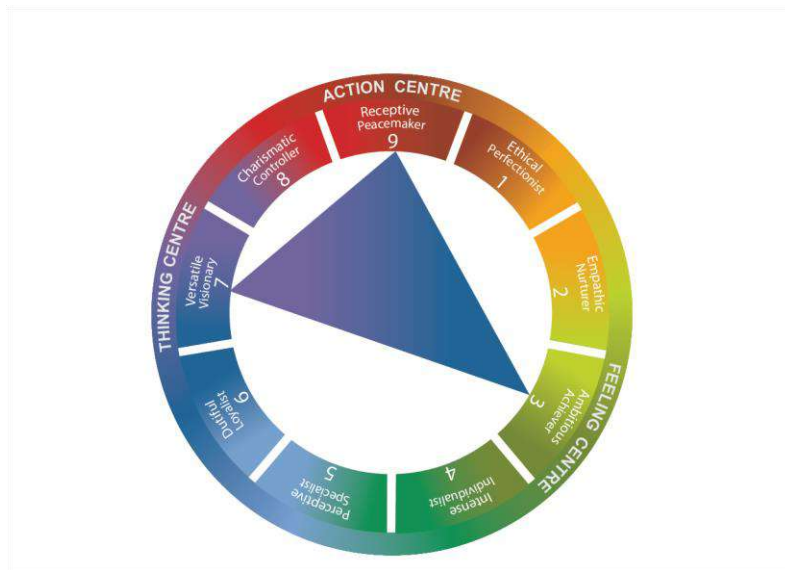 ACTION CENTRE
Receptive
Peacemaker
9
Ethical
Perfectionist
1
Empathic
Nurturer
2
FEELING CENTRE
Ambitious
Achiever
3
Intense
Individualist
4
Perceptive
Specialist
5
Dutiful
Loyalist
6
THINKING CENTRE
Versatile
Visionary
7
Charismatic
Controller
8